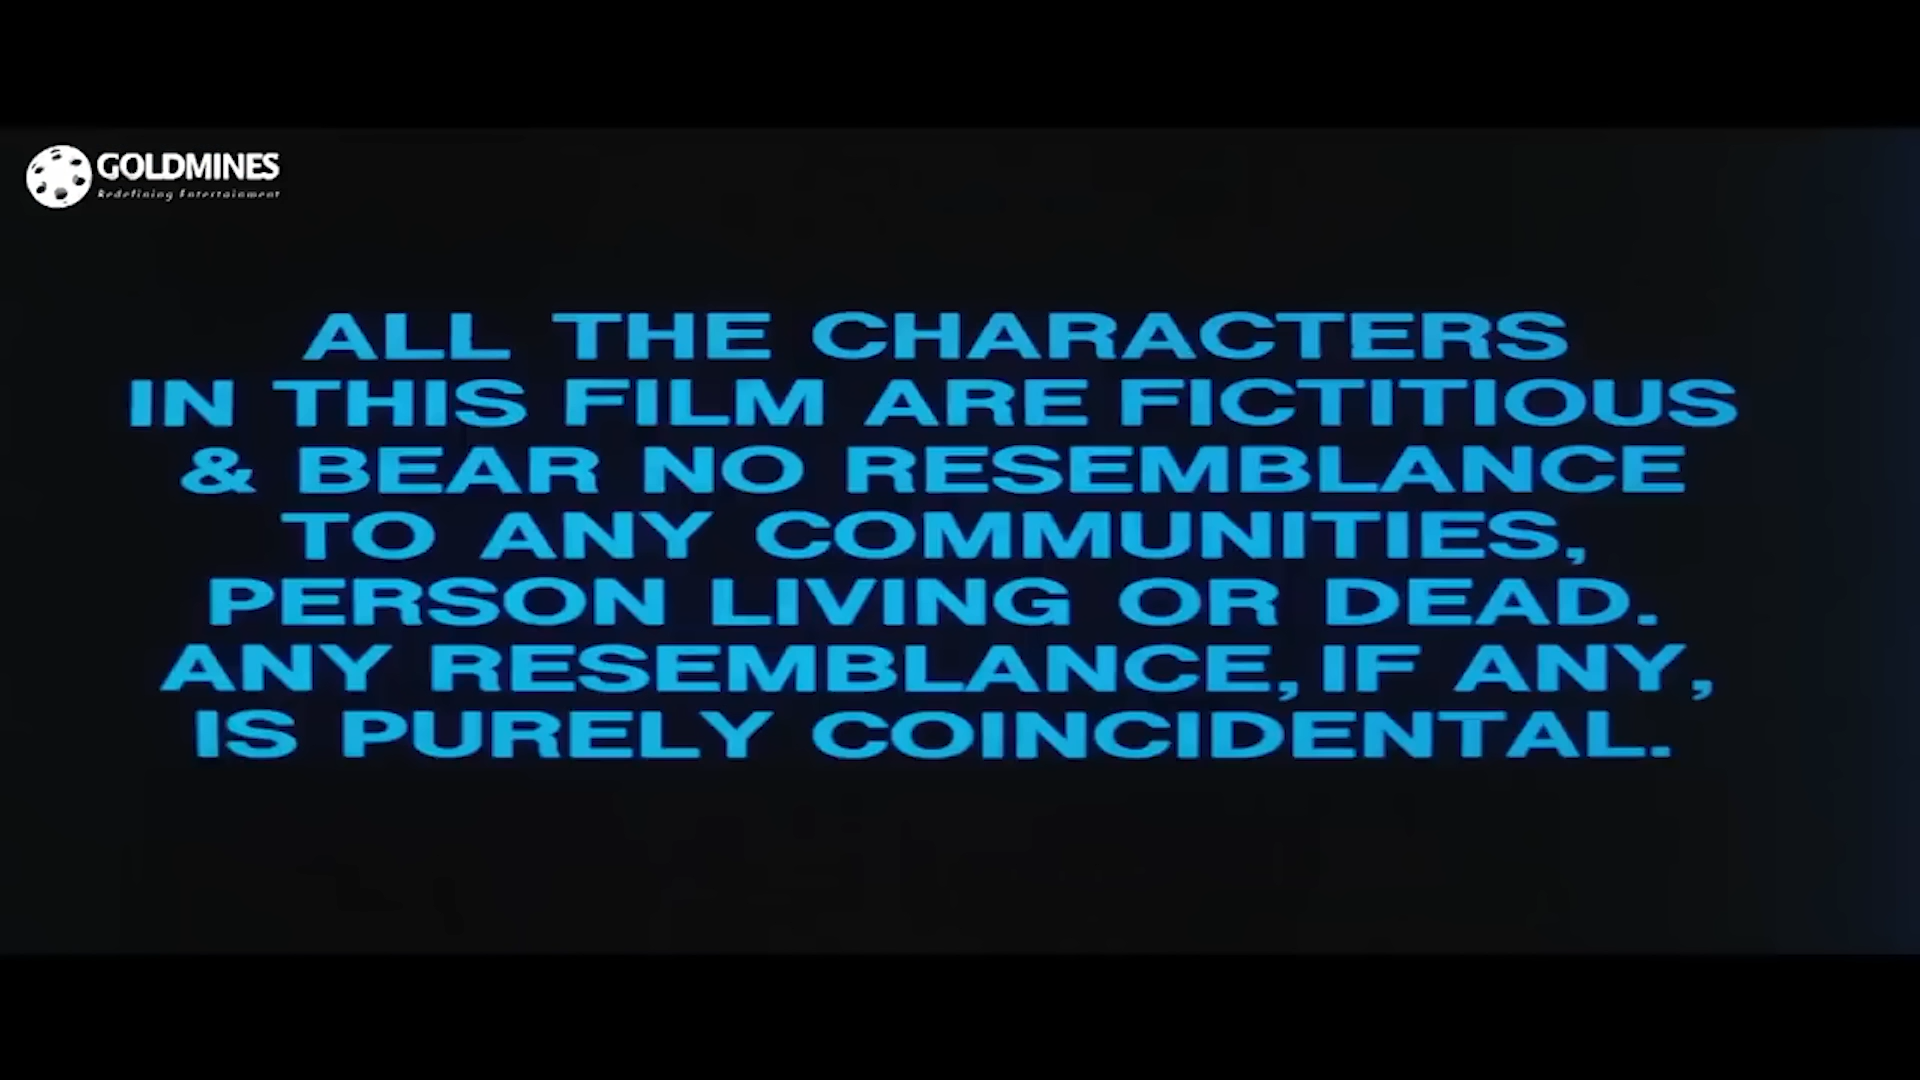 GOLDMINES
Redefining Entertainment
ALL THE CHARACTERS
IN THIS FILM ARE FICTITIOUS
& BEAR NO RESEMBLANCE
TO ANY COMMUNITIES,
PERSON LIVING OR DEAD.
ANY RESEMBLANCE, IF ANY,
IS PURELY COINCIDENTAL.